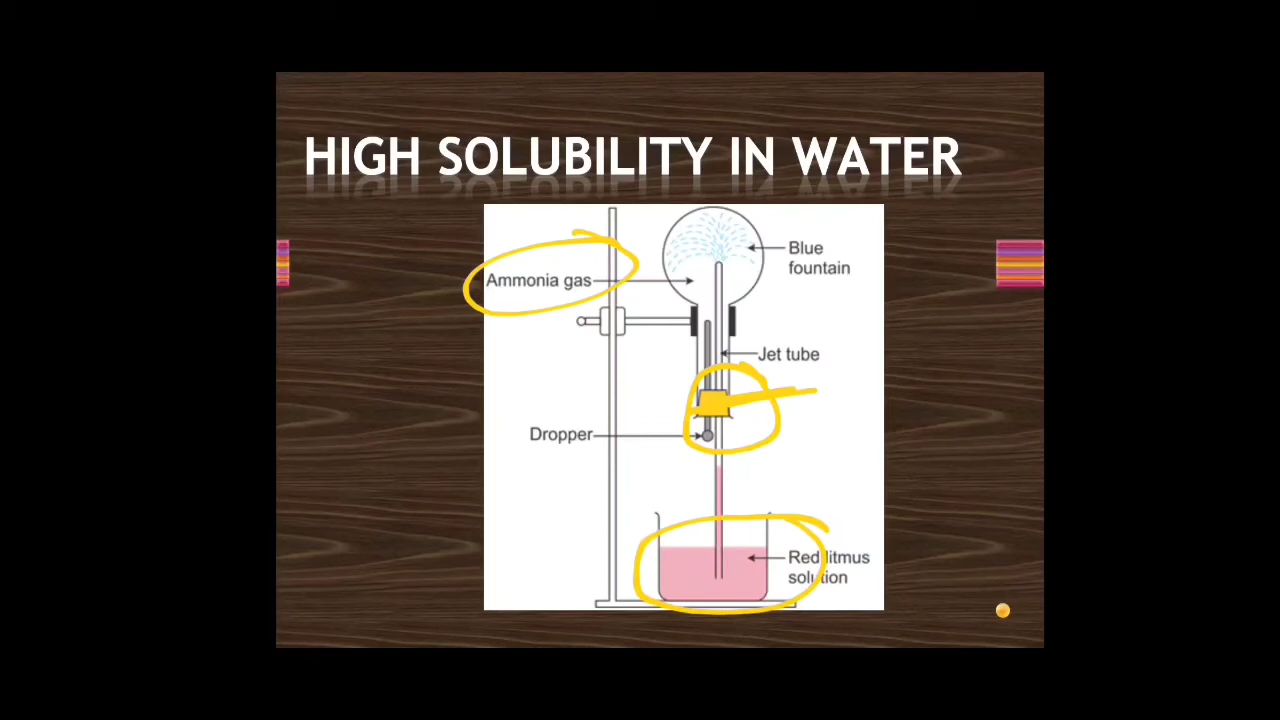 HIGH SOLUBILITY IN WATER
Blue
fountain
Ammonia gas
Jet tube
Dropper
Red litmus
solution